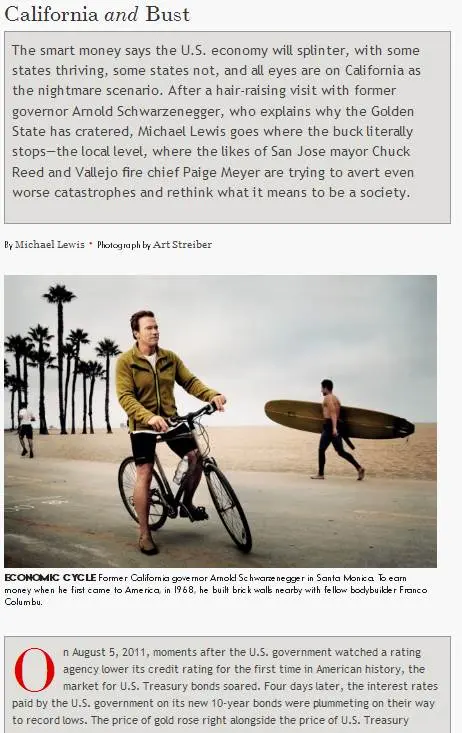 California and Bust
The smart money says the U.S. economy will splinter, with some
states thriving, some states not, and all eyes are on California as
the nightmare scenario. After a hair-raising visit with former
governor Arnold Schwarzenegger, who explains why the Golden
State has cratered, Michael Lewis goes where the buck literally
stops—the local level, where the likes of San Jose mayor Chuck
Reed and Vallejo fire chief Paige Meyer are trying to avert even
worse catastrophes and rethink what it means to be a society.
By Michael Lewis • Photograph by Art Streiber
ECONOMIC CYCLE Former California governor Arnold Schwarzenegger in Santa Monica. To earn
money when he first came to America, in 1968, he built brick walls nearby with fellow bodybuilder Franco
Columbu.
On August 5, 2011, moments after the U.S. government watched a rating
agency lower its credit rating for the first time in American history, the
market for U.S. Treasury bonds soared. Four days later, the interest rates
paid by the U.S. government on its new 10-year bonds were plummeting on their way
to record lows. The price of gold rose right alongside the price of U.S. Treasury